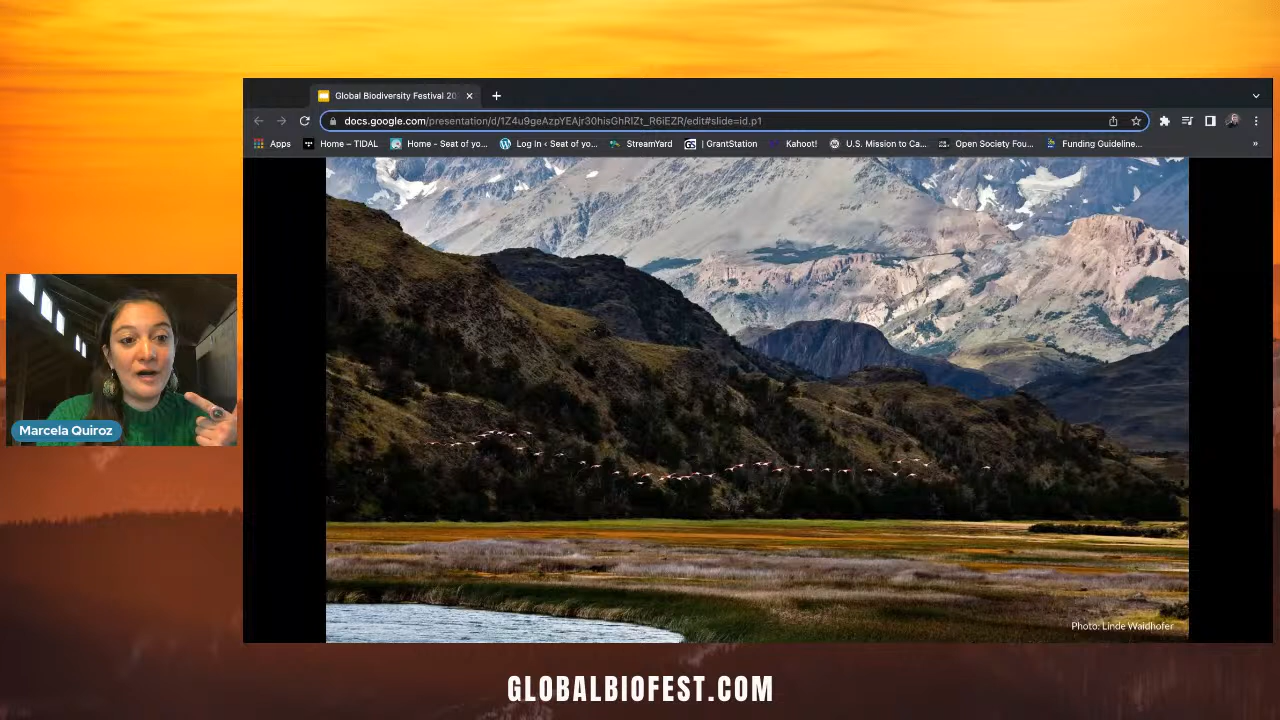 Global Biodiversity Festival 20
docs.google.com/presentation/d/1Z4u9geAzpYEAjr30hisGhRIZt_R6iEZR/edit#slide=id.p1
Apps Home – TIDAL Home - Seat of yo... Log In ‹ Seat of yo... StreamYard GS | GrantStation Kahoot! U.S. Mission to Ca... Open Society Fou... Funding Guideline... »
Marcela Quiroz
Photo: Linde Waidhofer
GLOBALBIOFEST.COM